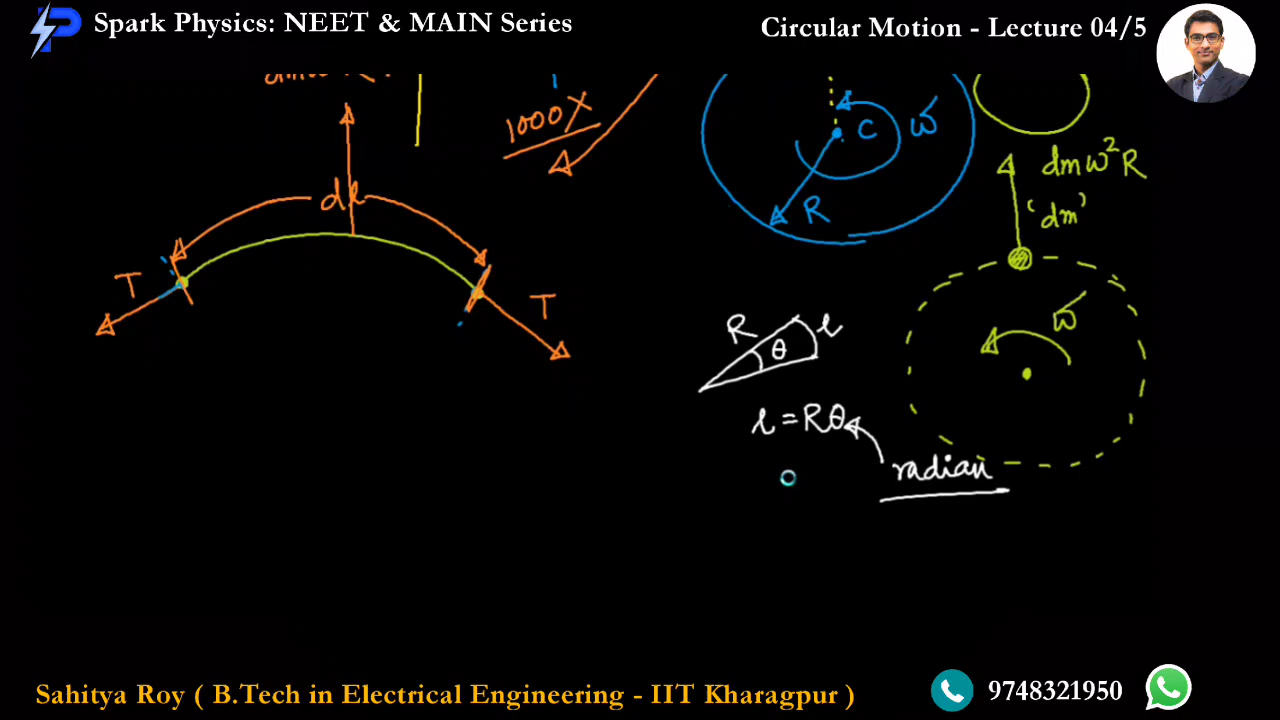 Spark Physics: NEET & MAIN Series
Circular Motion - Lecture 04/5
1000X
dl
T
T
C
ω
R
dmω²R
'dm'
ω
R
θ
l
l = Rθ
radian
Sahitya Roy ( B.Tech in Electrical Engineering - IIT Kharagpur )
9748321950